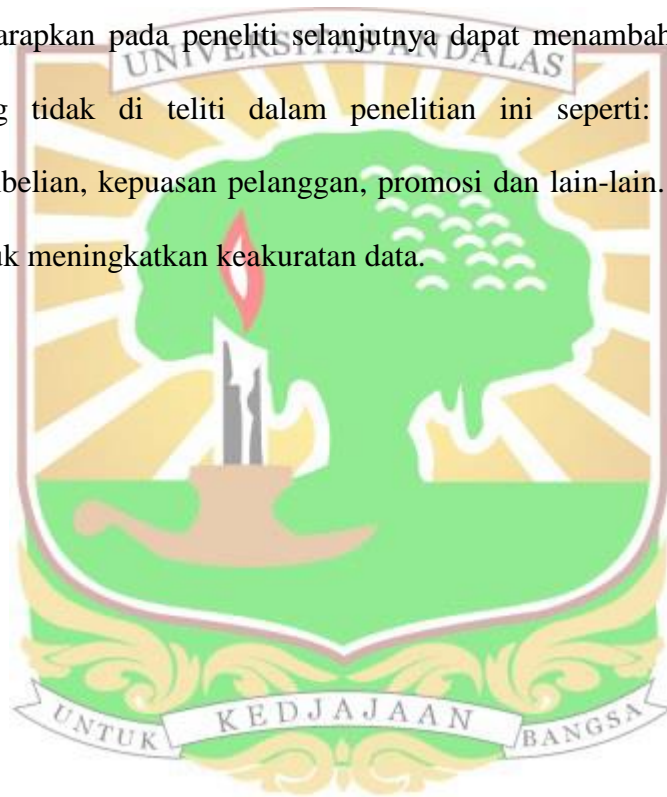 arapkan pada peneliti selanjutnya dapat menambah
UNIVERSITAS ANDALAS
g tidak di teliti dalam penelitian ini seperti:
belian, kepuasan pelanggan, promosi dan lain-lain.
uk meningkatkan keakuratan data.
UNTUK KEDJAJAAN BANGSA